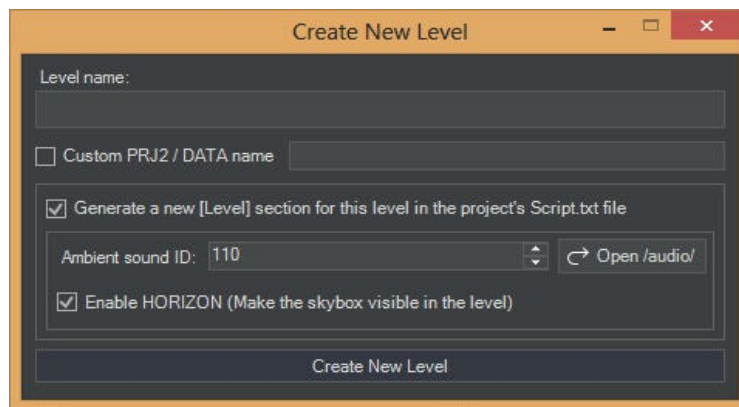 Create New Level
Level name:
Custom PRJ2 / DATA name
Generate a new [Level] section for this level in the project's Script.txt file
Ambient sound ID: 110 Open /audio/
Enable HORIZON (Make the skybox visible in the level)
Create New Level